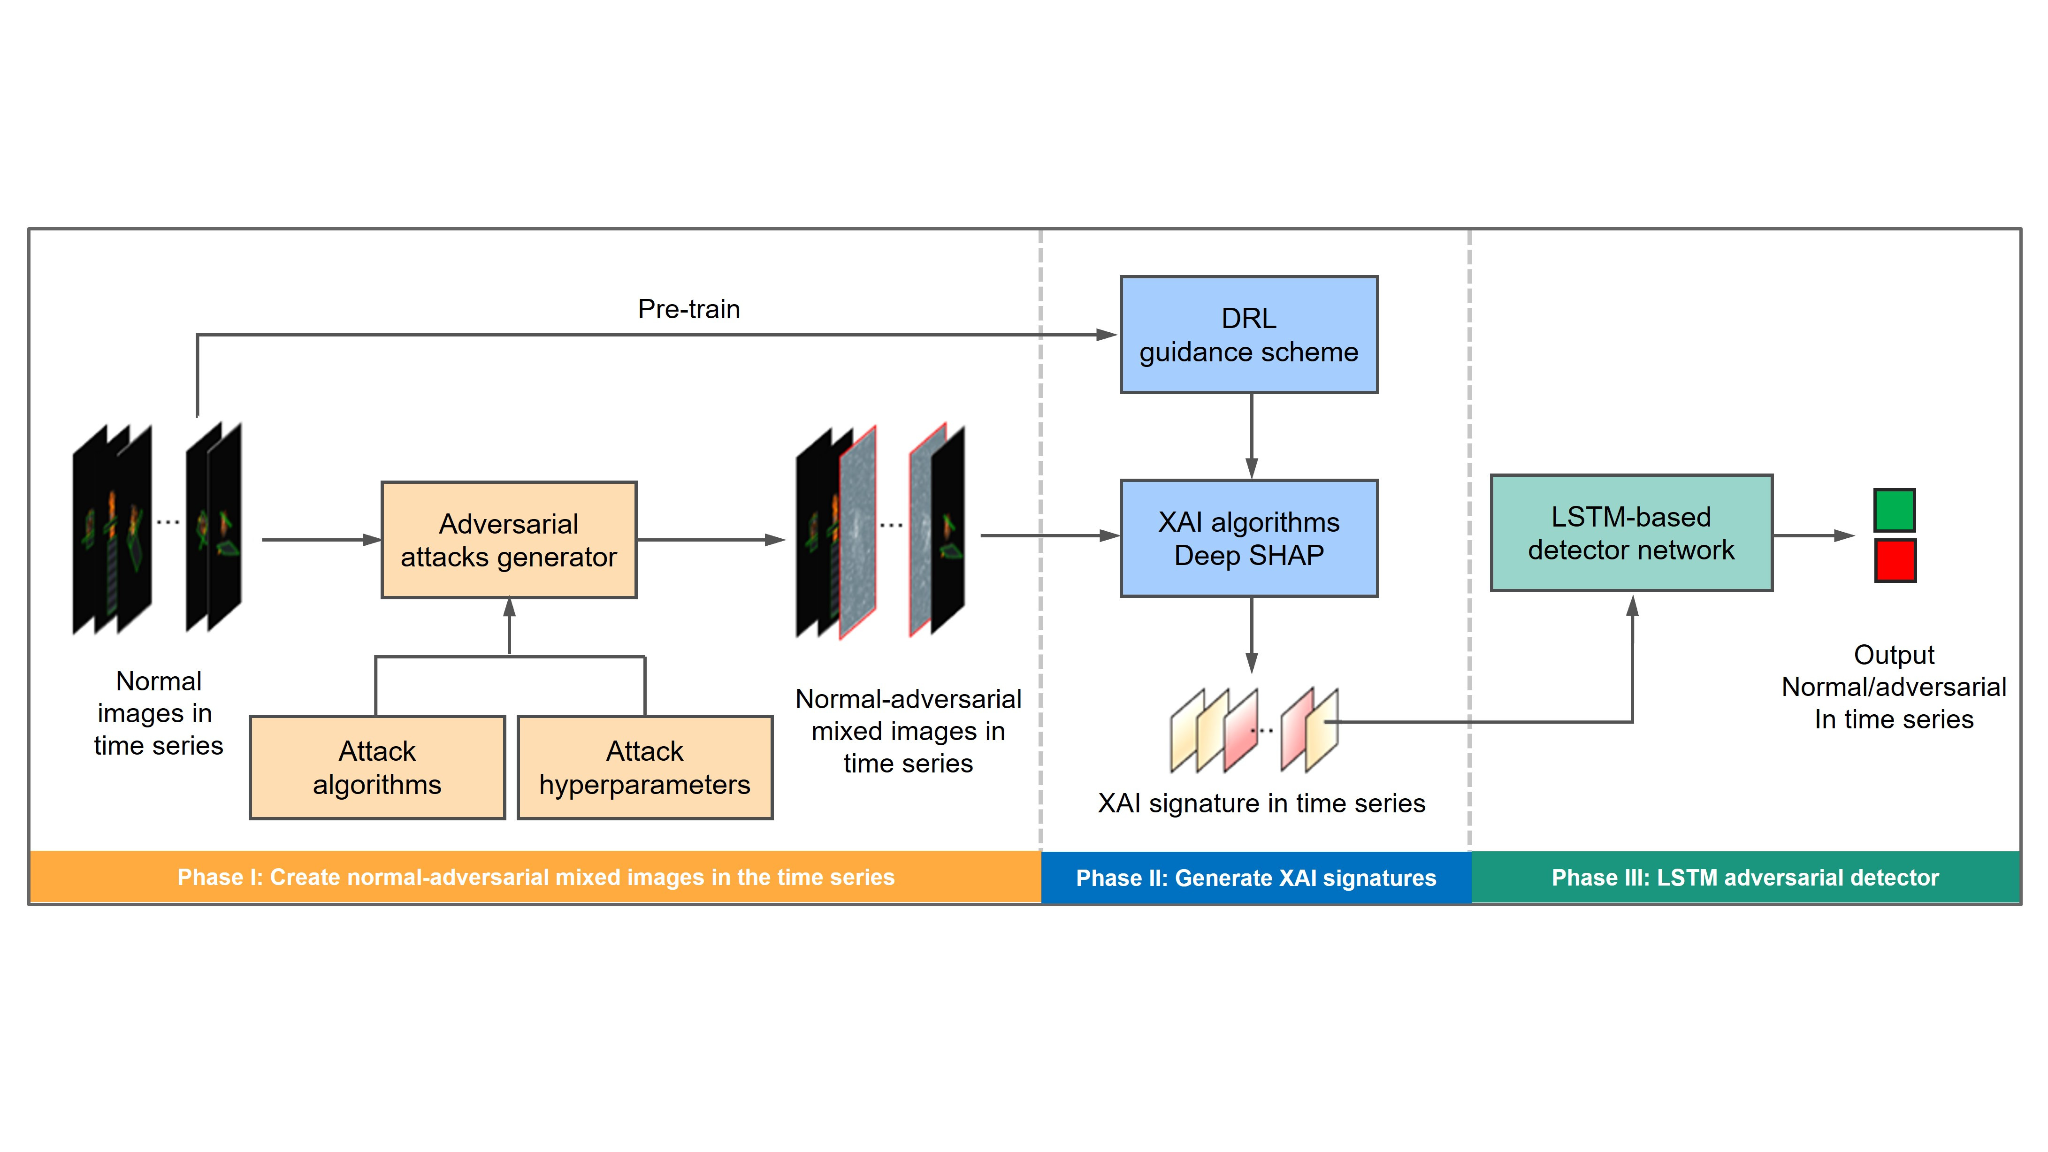 Pre-train
DRL
guidance scheme
Adversarial
attacks generator
XAI algorithms
Deep SHAP
LSTM-based
detector network
Normal
images in
time series
Attack
algorithms
Attack
hyperparameters
Normal-adversarial
mixed images in
time series
XAI signature in time series
Output
Normal/adversarial
In time series
Phase I: Create normal-adversarial mixed images in the time series
Phase II: Generate XAI signatures
Phase III: LSTM adversarial detector